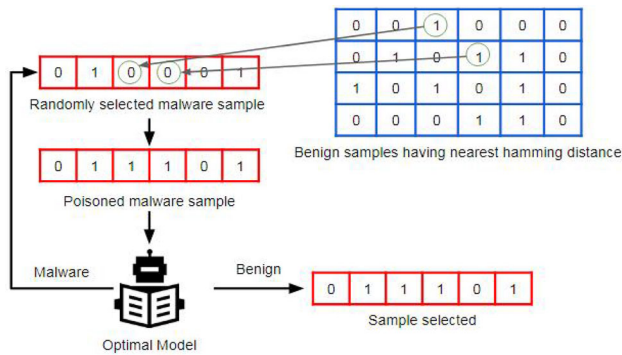 0 0 1 0 0 0
0 1 0 1 1 0
1 0 1 0 1 0
0 0 0 1 1 0
Benign samples having nearest hamming distance
0 1 0 0 0 1
Randomly selected malware sample
0 1 1 1 0 1
Poisoned malware sample
Malware
Benign
0 1 1 1 0 1
Sample selected
Optimal Model